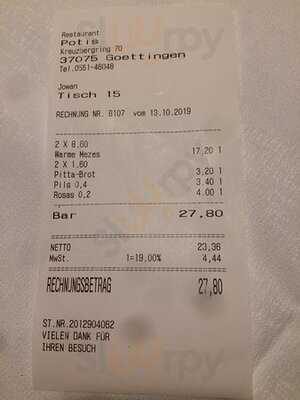 Restaurant
Potis
Kreuzbergring 70
37075 Goettingen
Tel.0551-48048
Jowan
Tisch 15
RECHNUNG NR. 8107 vom 13.10.2019
2 X 8.60
Warme Mezes 17,20 1
2 X 1.60
Pitta-Brot 3,20 1
Pils 0,4 3.40 1
Rosas 0,2 4.00 1
Bar 27,80
NETTO 23,36
MwSt. 1=19,00% 4,44
RECHNUNGSBETRAG 27,80
ST.NR.2012904062
VIELEN DANK FÜR
IHREN BESUCH